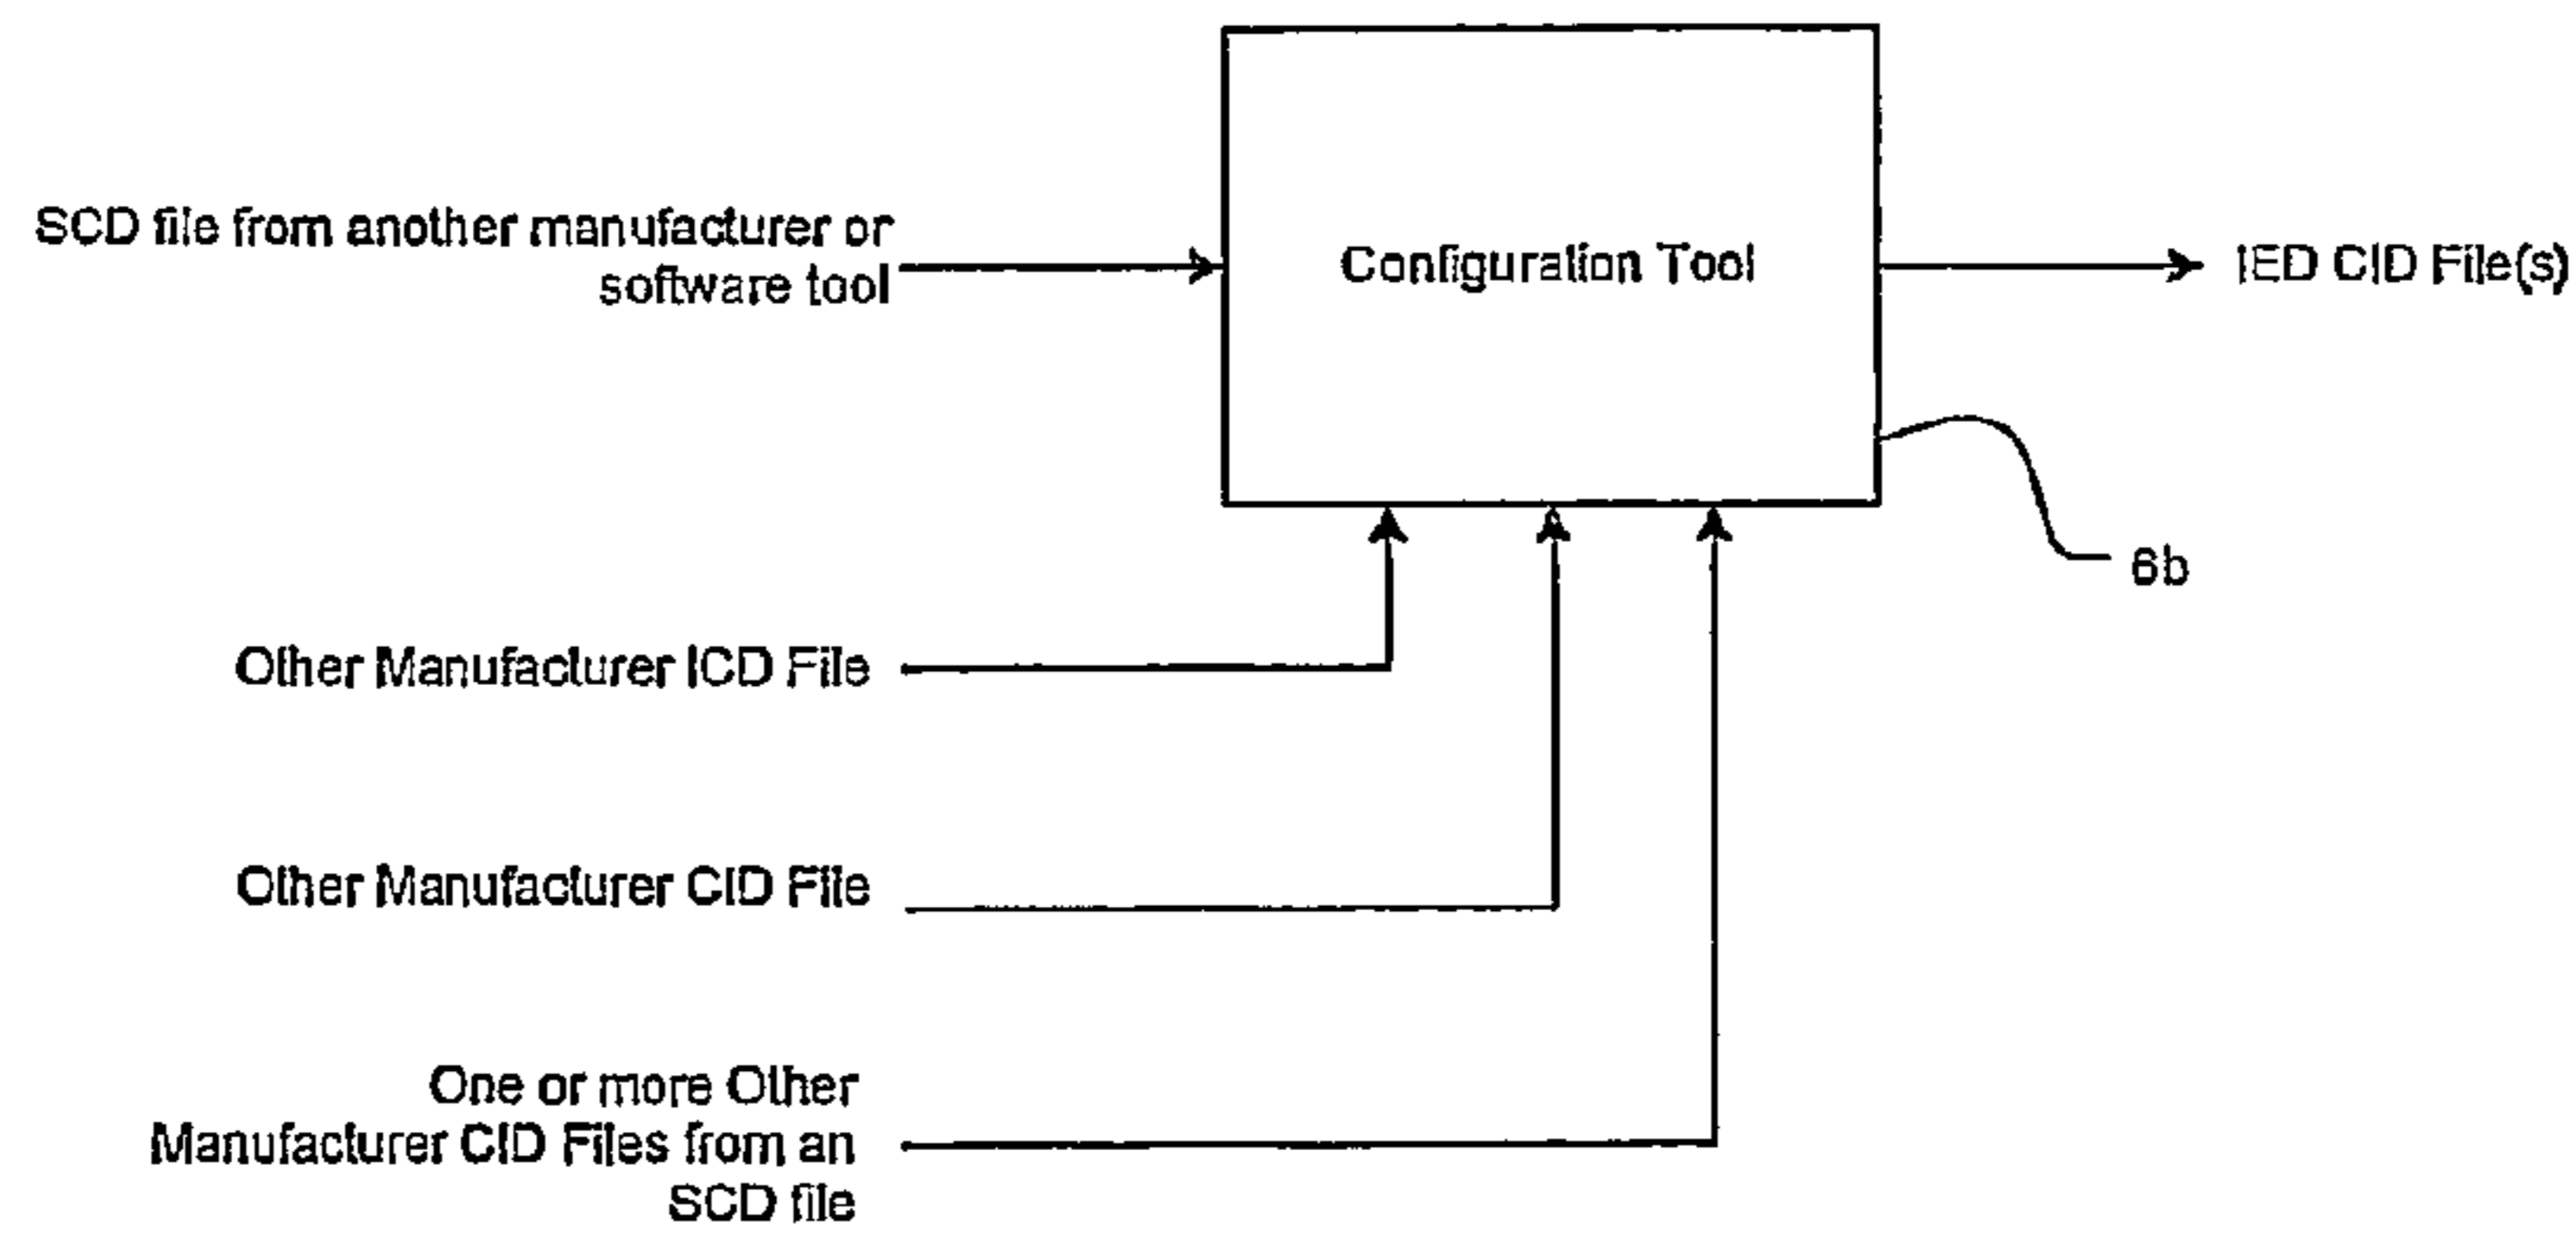 SCD file from another manufacturer or
software tool
Configuration Tool
IED CID File(s)
6b
Other Manufacturer ICD File
Other Manufacturer CID File
One or more Other
Manufacturer CID Files from an
SCD file